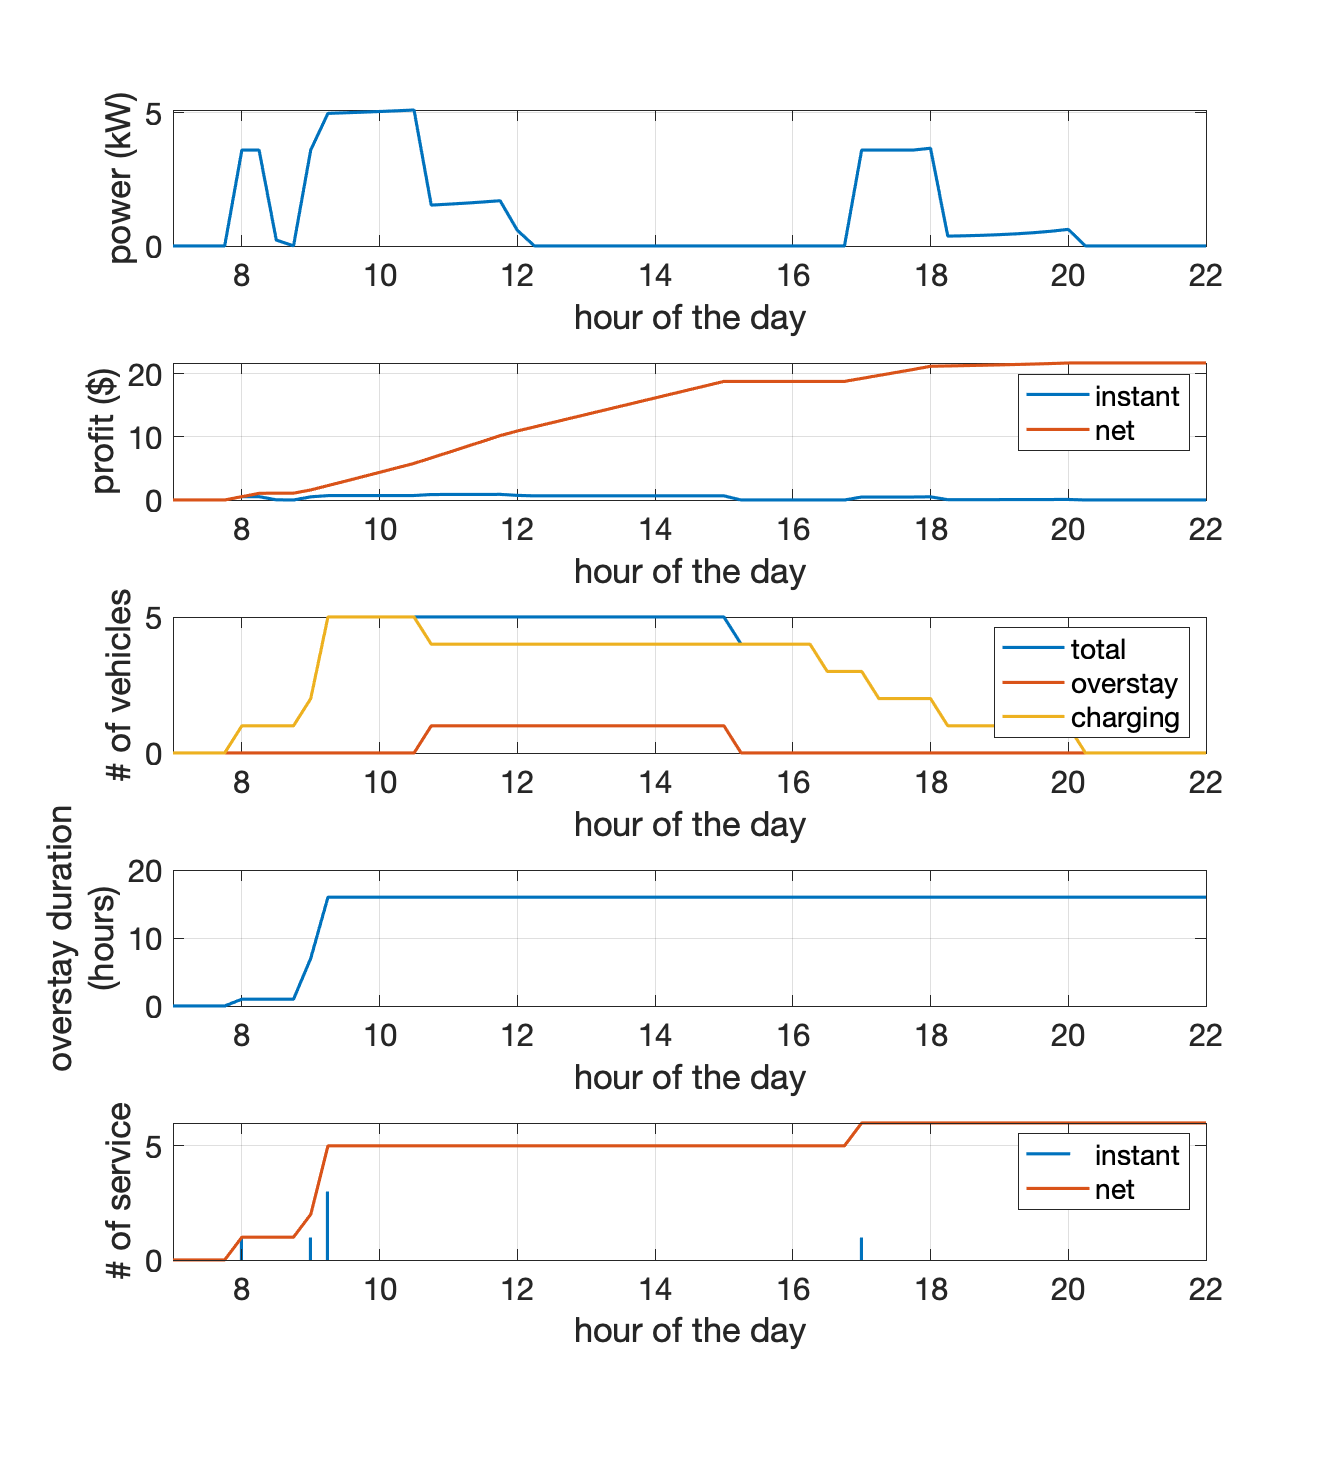 power (kW)
5
0
8 10 12 14 16 18 20 22
hour of the day
profit ($)
20
10
0
instant
net
8 10 12 14 16 18 20 22
hour of the day
# of vehicles
5
0
total
overstay
charging
8 10 12 14 16 18 20 22
hour of the day
overstay duration
(hours)
20
10
0
8 10 12 14 16 18 20 22
hour of the day
# of service
5
0
instant
net
8 10 12 14 16 18 20 22
hour of the day